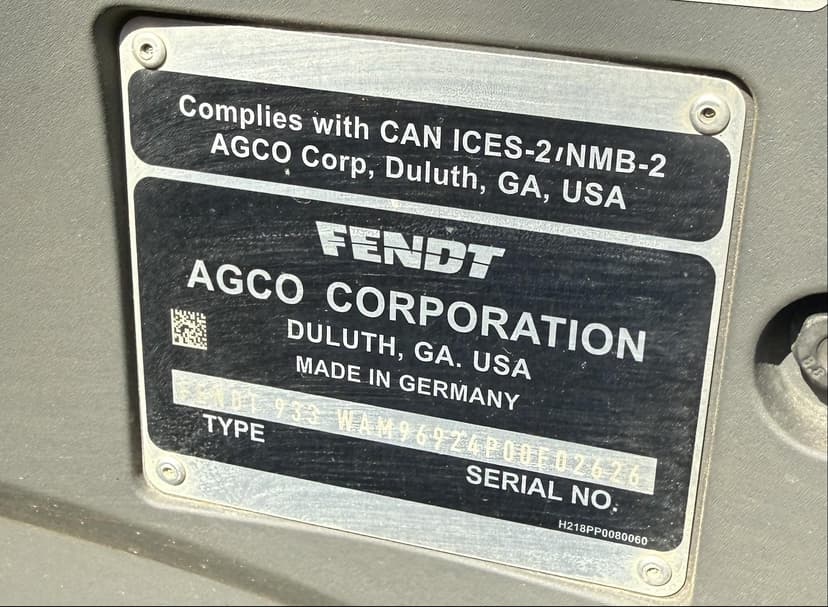 Complies with CAN ICES-2/NMB-2
AGCO Corp, Duluth, GA, USA
FENDT
AGCO CORPORATION
DULUTH, GA. USA
MADE IN GERMANY
FENDT 933 WAM96924P00F02626
TYPE
SERIAL NO.
H218PP0080060